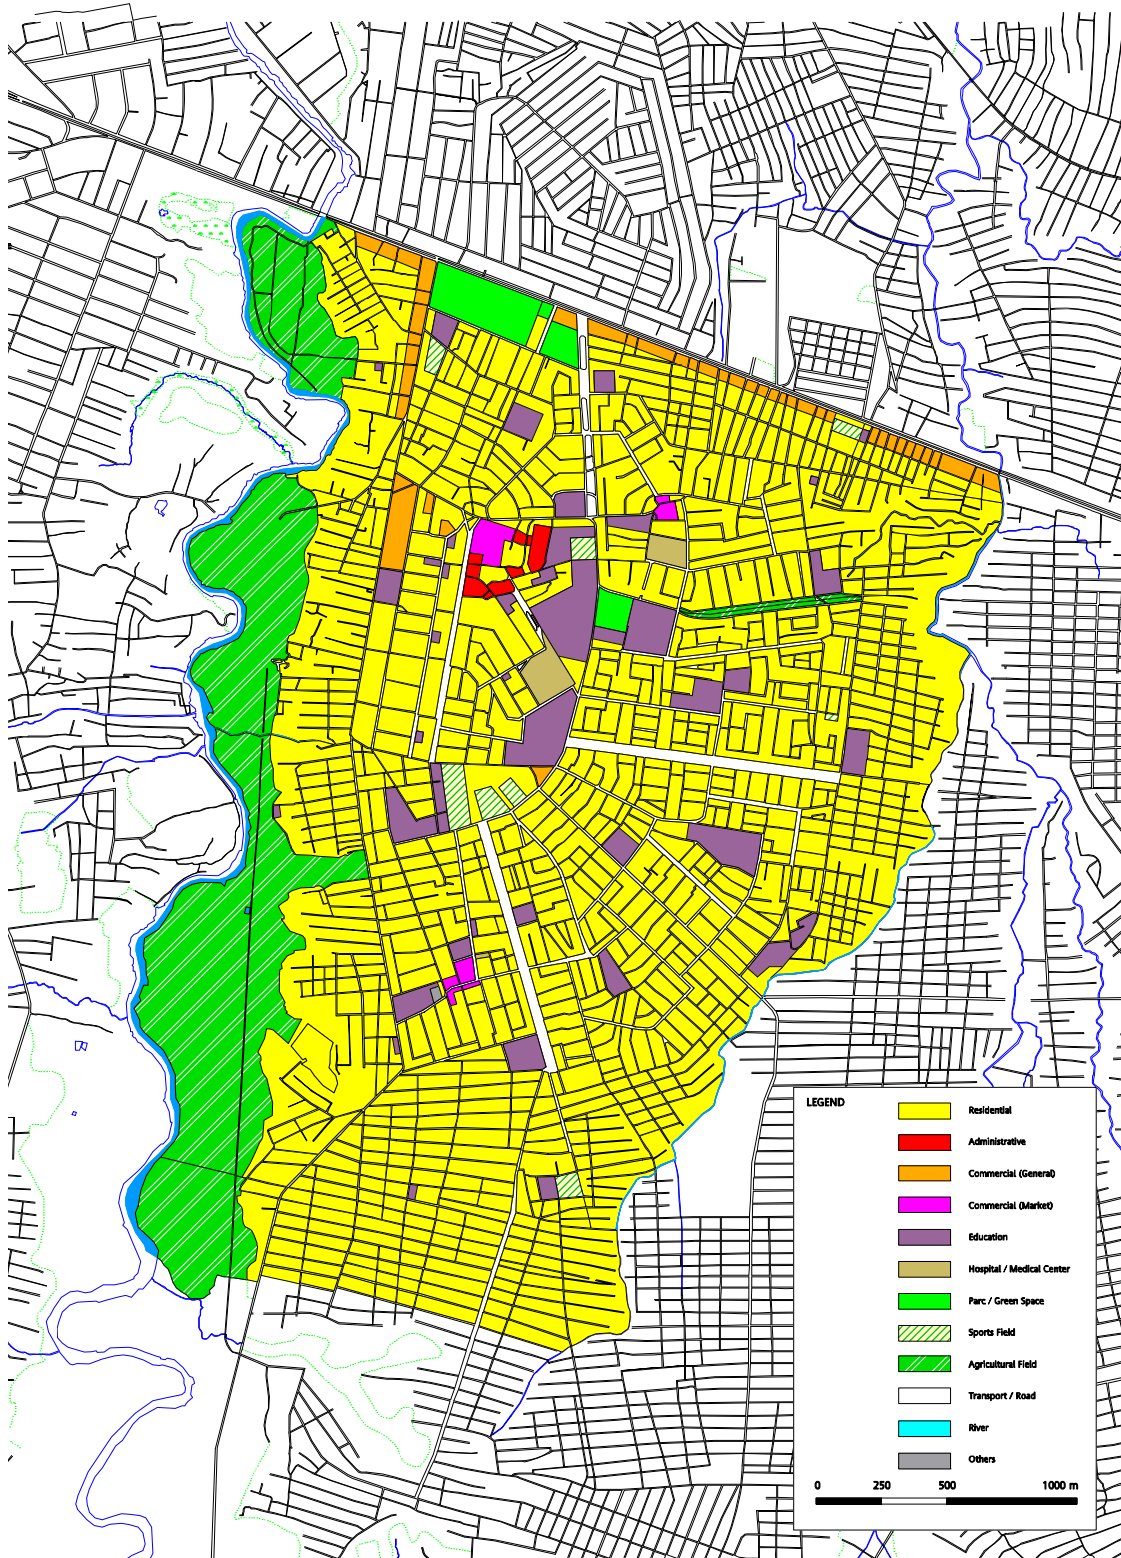 LEGEND
Residential
Administrative
Commercial (General)
Commercial (Market)
Education
Hospital / Medical Center
Parc / Green Space
Sports Field
Agricultural Field
Transport / Road
River
Others
0 250 500 1000 m